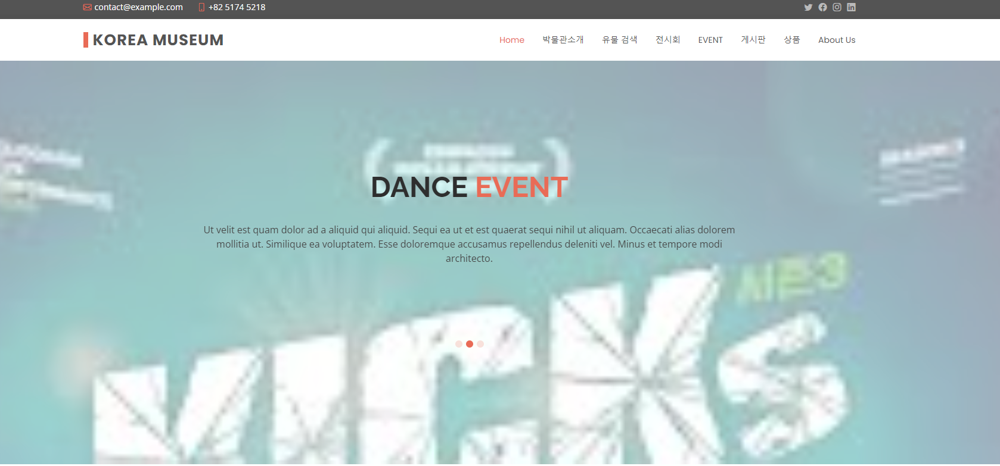 contact@example.com +82 5174 5218
KOREA MUSEUM
Home 박물관소개 유물 검색 전시회 EVENT 게시판 상품 About Us
DANCE EVENT
Ut velit est quam dolor ad a aliquid qui aliquid. Sequi ea ut et est quaerat sequi nihil ut aliquam. Occaecati alias dolorem
mollitia ut. Similique ea voluptatem. Esse doloremque accusamus repellendus deleniti vel. Minus et tempore modi
architecto.
KICKs